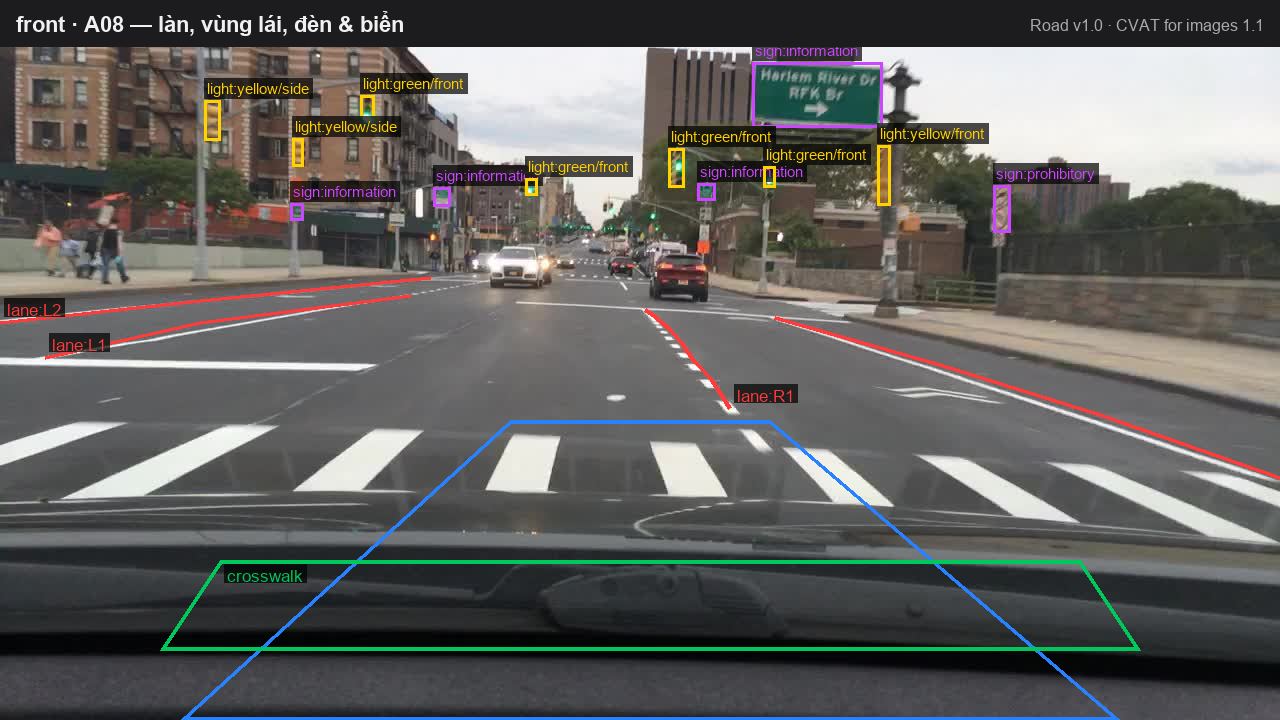 front · A08 — làn, vùng lái, đèn & biển
Road v1.0 · CVAT for images 1.1
sign:information
Harlem River Dr
RFK Br
light:yellow/side
light:green/front
light:yellow/side
light:green/front
light:yellow/front
light:green/front
light:green/front
sign:information
sign:informatio
sign:information
sign:prohibitory
lane:L2
lane:L1
lane:R1
crosswalk